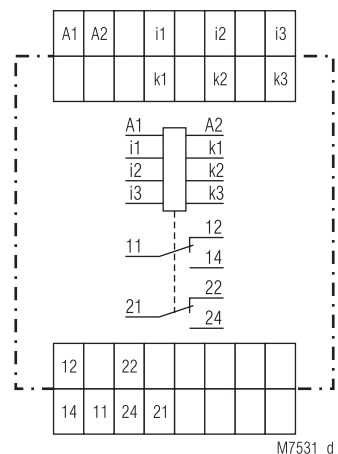 A1 A2 i1 i2 i3
k1 k2 k3
A1 A2
i1 k1
i2 k2
i3 k3
12
11 14
22
21 24
12 22
14 11 24 21
M7531 d